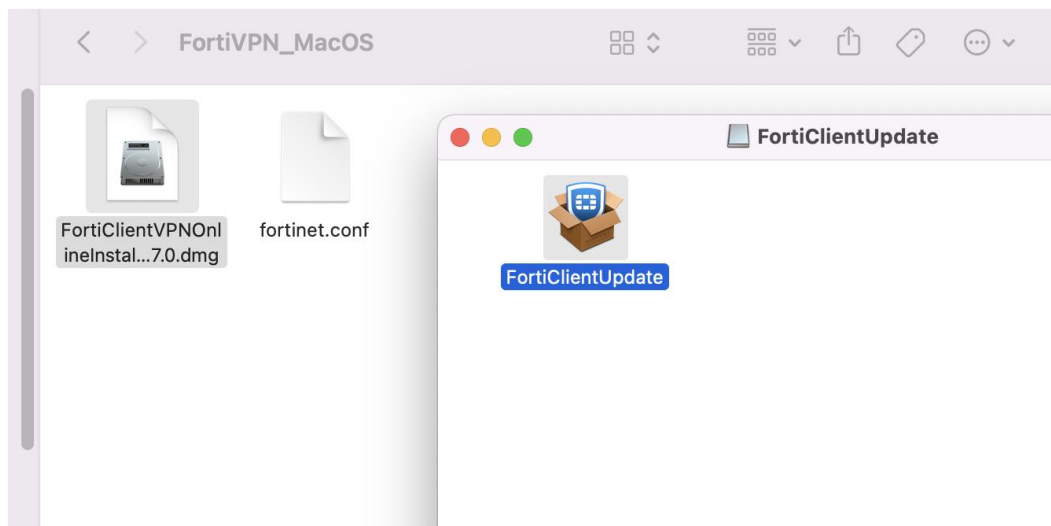 FortiVPN_MacOS
FortiClientUpdate
FortiClientVPNOnl
ineInstal...7.0.dmg
fortinet.conf
FortiClientUpdate